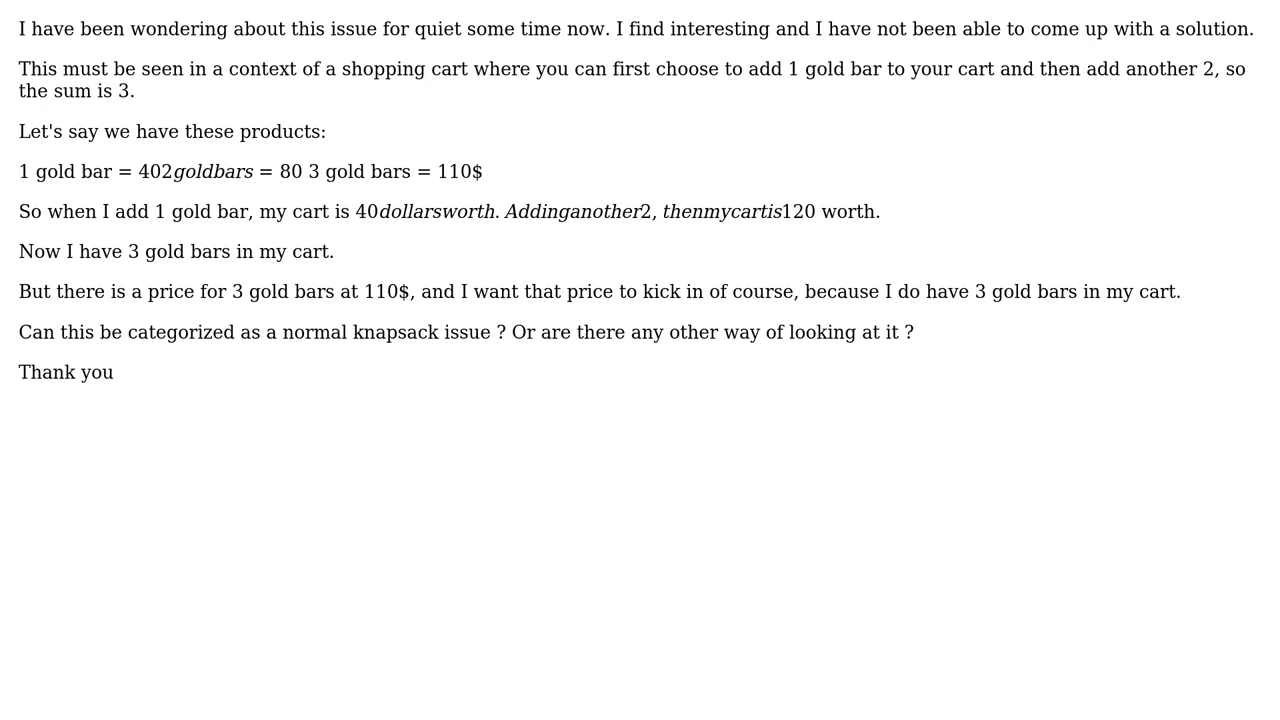 I have been wondering about this issue for quiet some time now. I find interesting and I have not been able to come up with a solution.
This must be seen in a context of a shopping cart where you can first choose to add 1 gold bar to your cart and then add another 2, so
the sum is 3.
Let's say we have these products:
1 gold bar = 402goldbars = 80 3 gold bars = 110$
So when I add 1 gold bar, my cart is 40dollarsworth. Addinganother2, thenmycartis120 worth.
Now I have 3 gold bars in my cart.
But there is a price for 3 gold bars at 110$, and I want that price to kick in of course, because I do have 3 gold bars in my cart.
Can this be categorized as a normal knapsack issue ? Or are there any other way of looking at it ?
Thank you